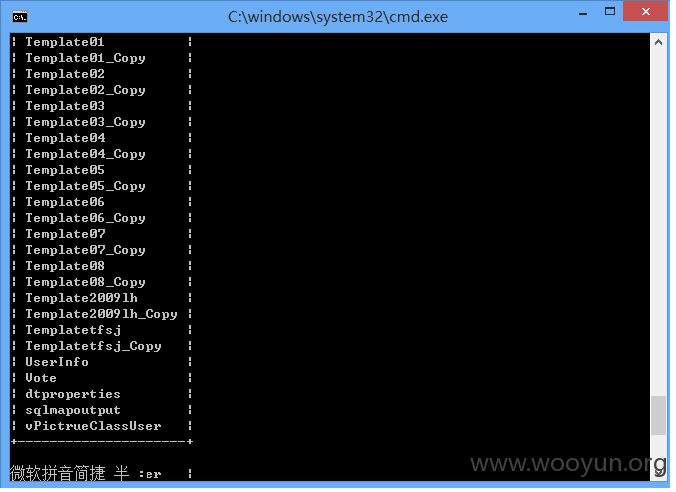 C:\windows\system32\cmd.exe
| Template01 |
| Template01_Copy |
| Template02 |
| Template02_Copy |
| Template03 |
| Template03_Copy |
| Template04 |
| Template04_Copy |
| Template05 |
| Template05_Copy |
| Template06 |
| Template06_Copy |
| Template07 |
| Template07_Copy |
| Template08 |
| Template08_Copy |
| Template2009lh |
| Template2009lh_Copy |
| Templatetfsj |
| Templatetfsj_Copy |
| UserInfo |
| Vote |
| dtproperties |
| sqlmapoutput |
| vPictrueClassUser |
+---------------------+
微软拼音简捷 半 :er |
www.wooyun.org